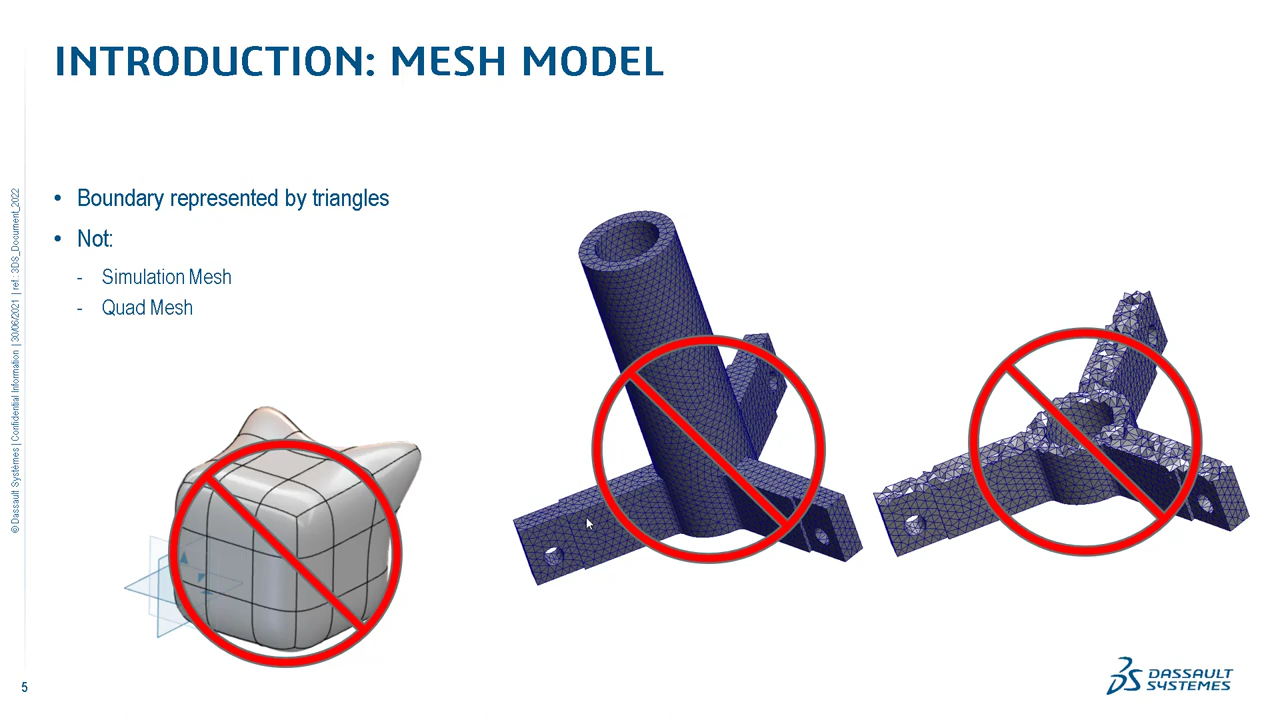 INTRODUCTION: MESH MODEL
• Boundary represented by triangles
• Not:
- Simulation Mesh
- Quad Mesh
© Dassault Systèmes | Confidential Information | 30/06/2021 | ref.: 3DS_Document_2022
5
DASSAULT
SYSTEMES